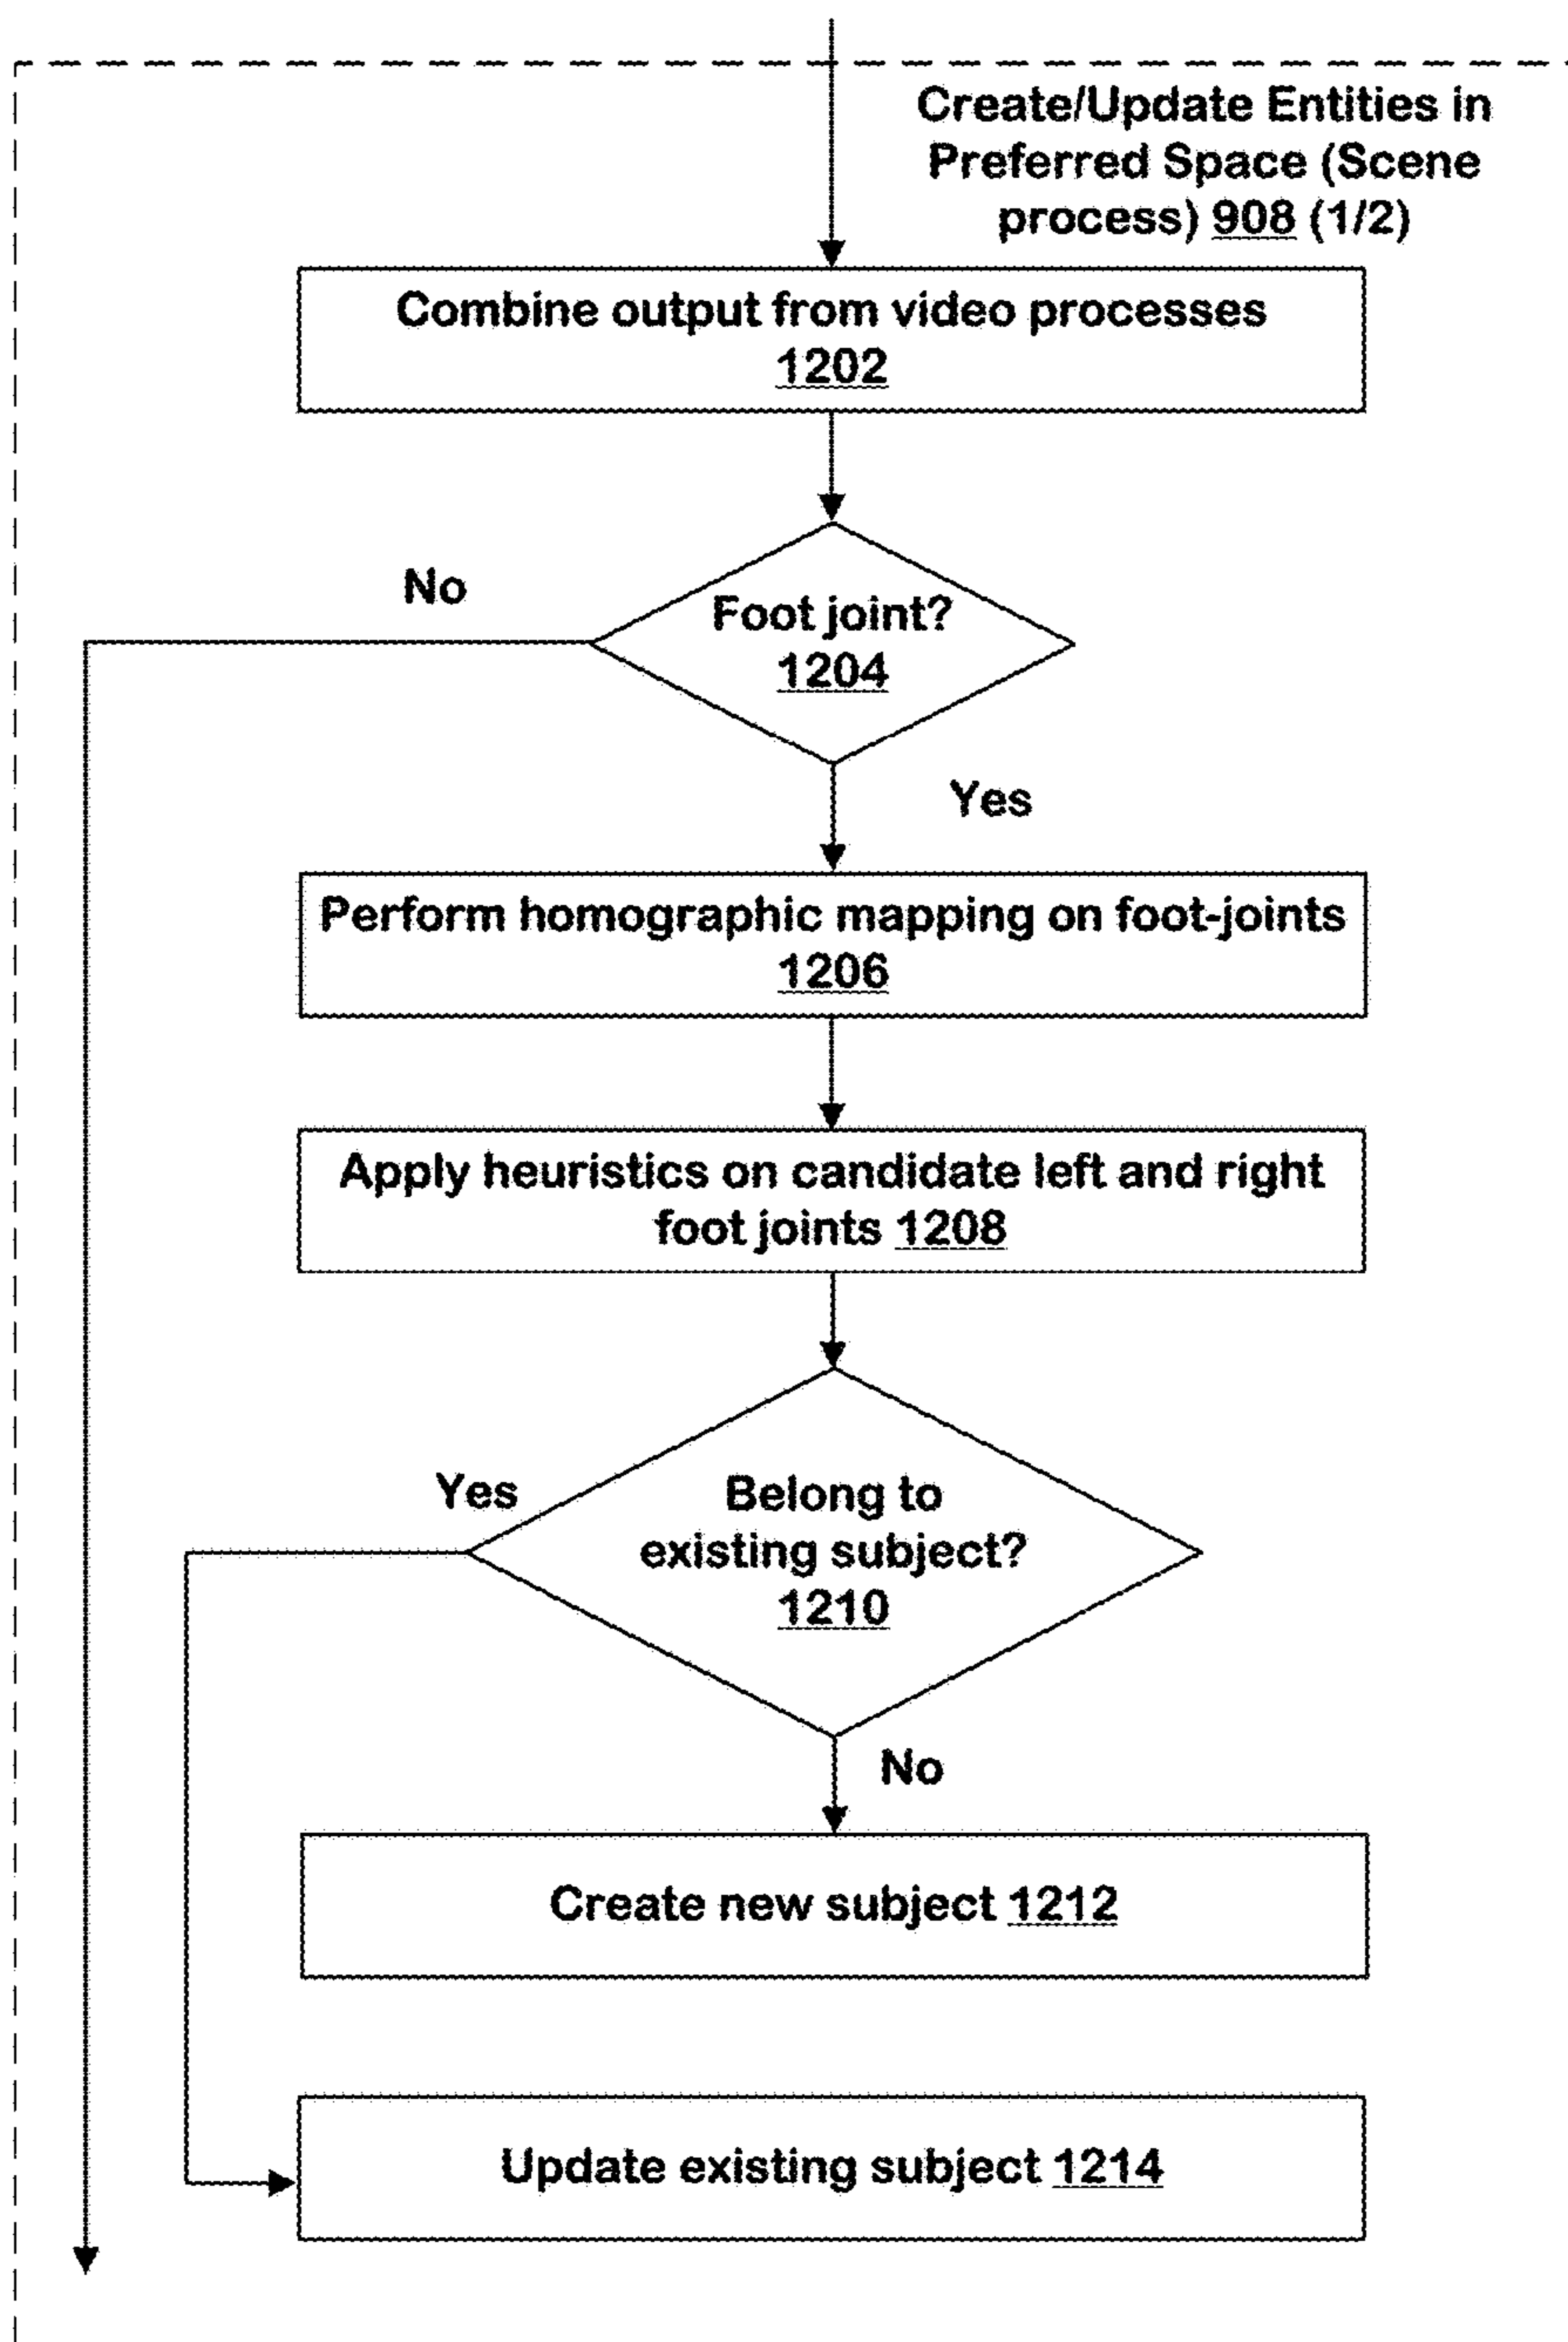 Create/Update Entities in
Preferred Space (Scene
process) 908 (1/2)
Combine output from video processes
1202
Foot joint?
1204
No
Yes
Perform homographic mapping on foot-joints
1206
Apply heuristics on candidate left and right
foot joints 1208
Belong to
existing subject?
1210
Yes
No
Create new subject 1212
Update existing subject 1214